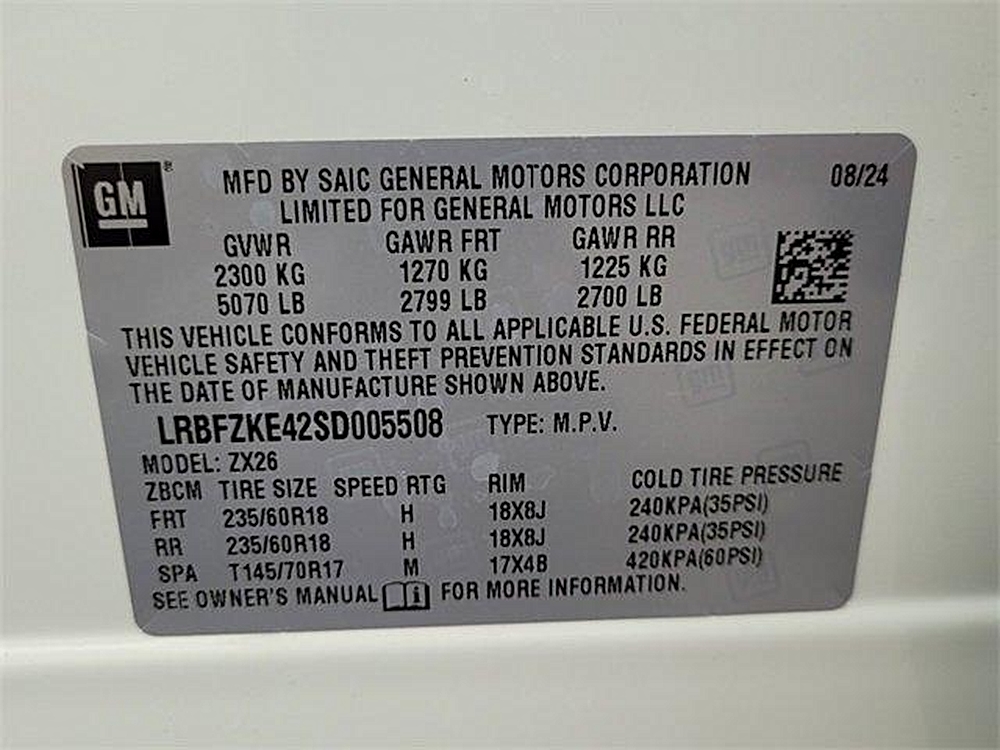 GM ®
MFD BY SAIC GENERAL MOTORS CORPORATION 08/24
LIMITED FOR GENERAL MOTORS LLC
GVWR GAWR FRT GAWR RR
2300 KG 1270 KG 1225 KG
5070 LB 2799 LB 2700 LB
THIS VEHICLE CONFORMS TO ALL APPLICABLE U.S. FEDERAL MOTOR
VEHICLE SAFETY AND THEFT PREVENTION STANDARDS IN EFFECT ON
THE DATE OF MANUFACTURE SHOWN ABOVE.
LRBFZKE42SD005508 TYPE: M.P.V.
MODEL: ZX26
ZBCM TIRE SIZE SPEED RTG RIM COLD TIRE PRESSURE
FRT 235/60R18 H 18X8J 240KPA(35PSI)
RR 235/60R18 H 18X8J 240KPA(35PSI)
SPA T145/70R17 M 17X4B 420KPA(60PSI)
SEE OWNER'S MANUAL i FOR MORE INFORMATION.